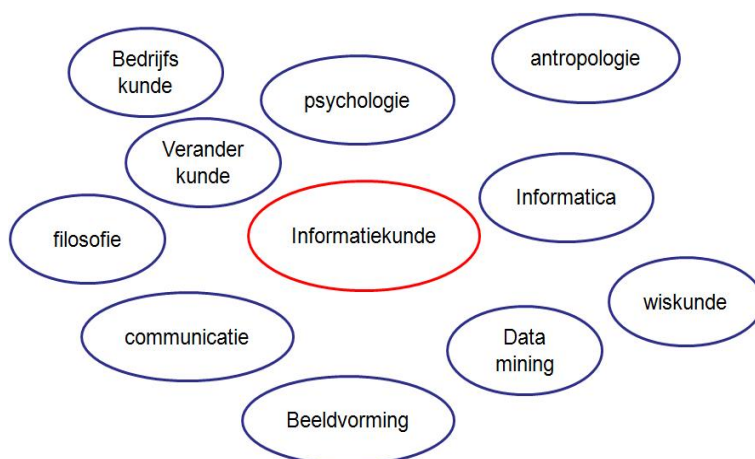 Bedrijfs
kunde
antropologie
psychologie
Verander
kunde
Informatica
filosofie
Informatiekunde
wiskunde
communicatie
Data
mining
Beeldvorming